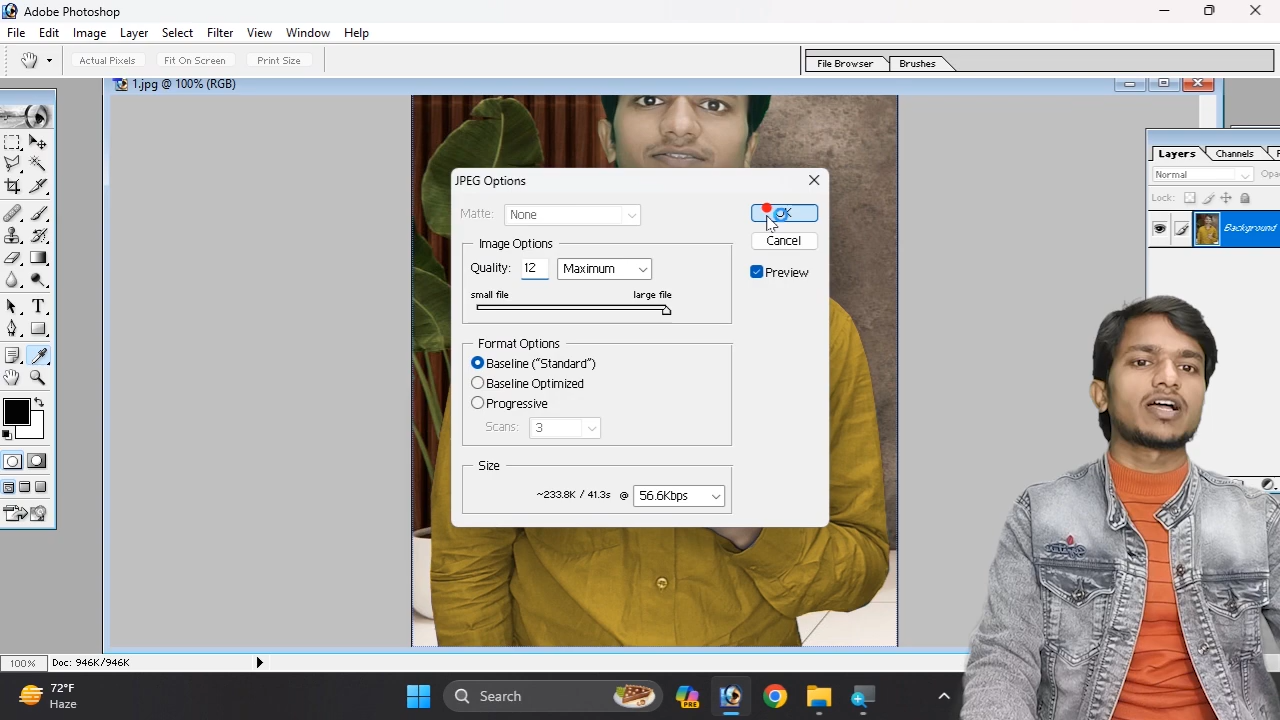 Adobe Photoshop
File Edit Image Layer Select Filter View Window Help
Actual Pixels Fit On Screen Print Size File Browser Brushes
1.jpg @ 100% (RGB)
Layers Channels
Normal Opa
Lock:
Background
JPEG Options
Matte: None
OK
Cancel
Preview
Image Options
Quality: 12 Maximum
small file large file
Format Options
Baseline ("Standard")
Baseline Optimized
Progressive
Scans: 3
Size
~233.8K / 41.3s @ 56.6Kbps
100% Doc: 946K/946K
72°F
Haze
Search
PRE